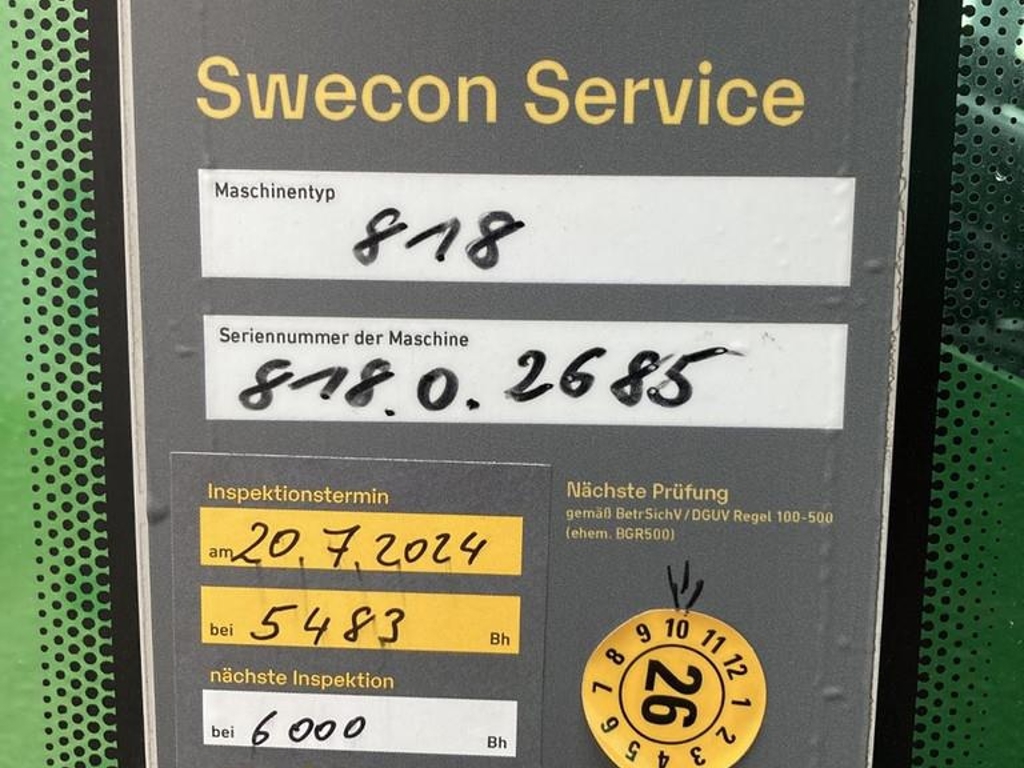 Swecon Service
Maschinentyp
818
Seriennummer der Maschine
818.0.2685
Inspektionstermin
am 20.7.2024
bei 5483 Bh
nächste Inspektion
bei 6000 Bh
Nächste Prüfung
gemäß BetrSichV/DGUV Regel 100-500
(ehem. BGR500)
9 10 11 12 1 2 3 4 5 6 7 8
26